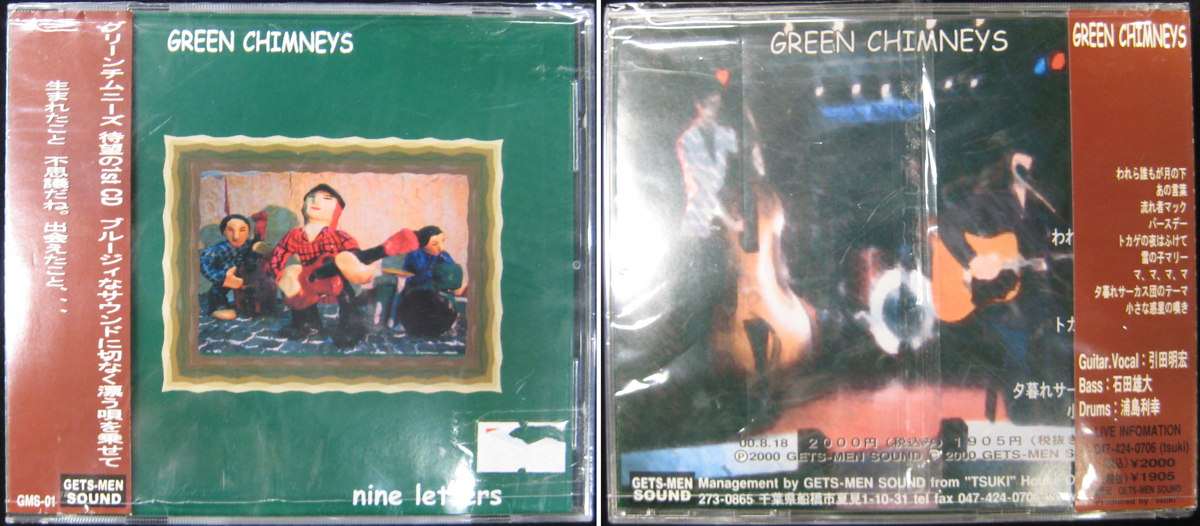 グリーンチムニーズ 待望の1st CD ブルージィなサウンドに切なく漂う唄を乗せて
生まれたこと 不思議だね。出会えたこと、、、
GREEN CHIMNEYS
nine letters
GMS-01
GETS-MEN
SOUND
GREEN CHIMNEYS
GREEN CHIMNEYS
われら誰もが月の下
あの言葉
流れ者マック
バースデー
トカゲの夜はふけて
雲の子マリー
マ、マ、マ、マ
夕暮れサーカス団のテーマ
小さな惑星の嘆き
Guitar.Vocal：引田明宏
Bass：石田雄大
Drums：浦島利幸
LIVE INFOMATION
047-424-0706 (tsuki)
¥2000
¥1905
GETS-MEN SOUND
われ
トカ
夕暮れサー
小
00.8.18 2000円（税込み）1905円（税抜き
Ⓟ2000 GETS-MEN SOUND 2000 GETS-MEN S
GETS-MEN
SOUND
Management by GETS-MEN SOUND from "TSUKI"
273-0865 千葉県船橋市夏見1-10-31 tel fax 047-424-0706